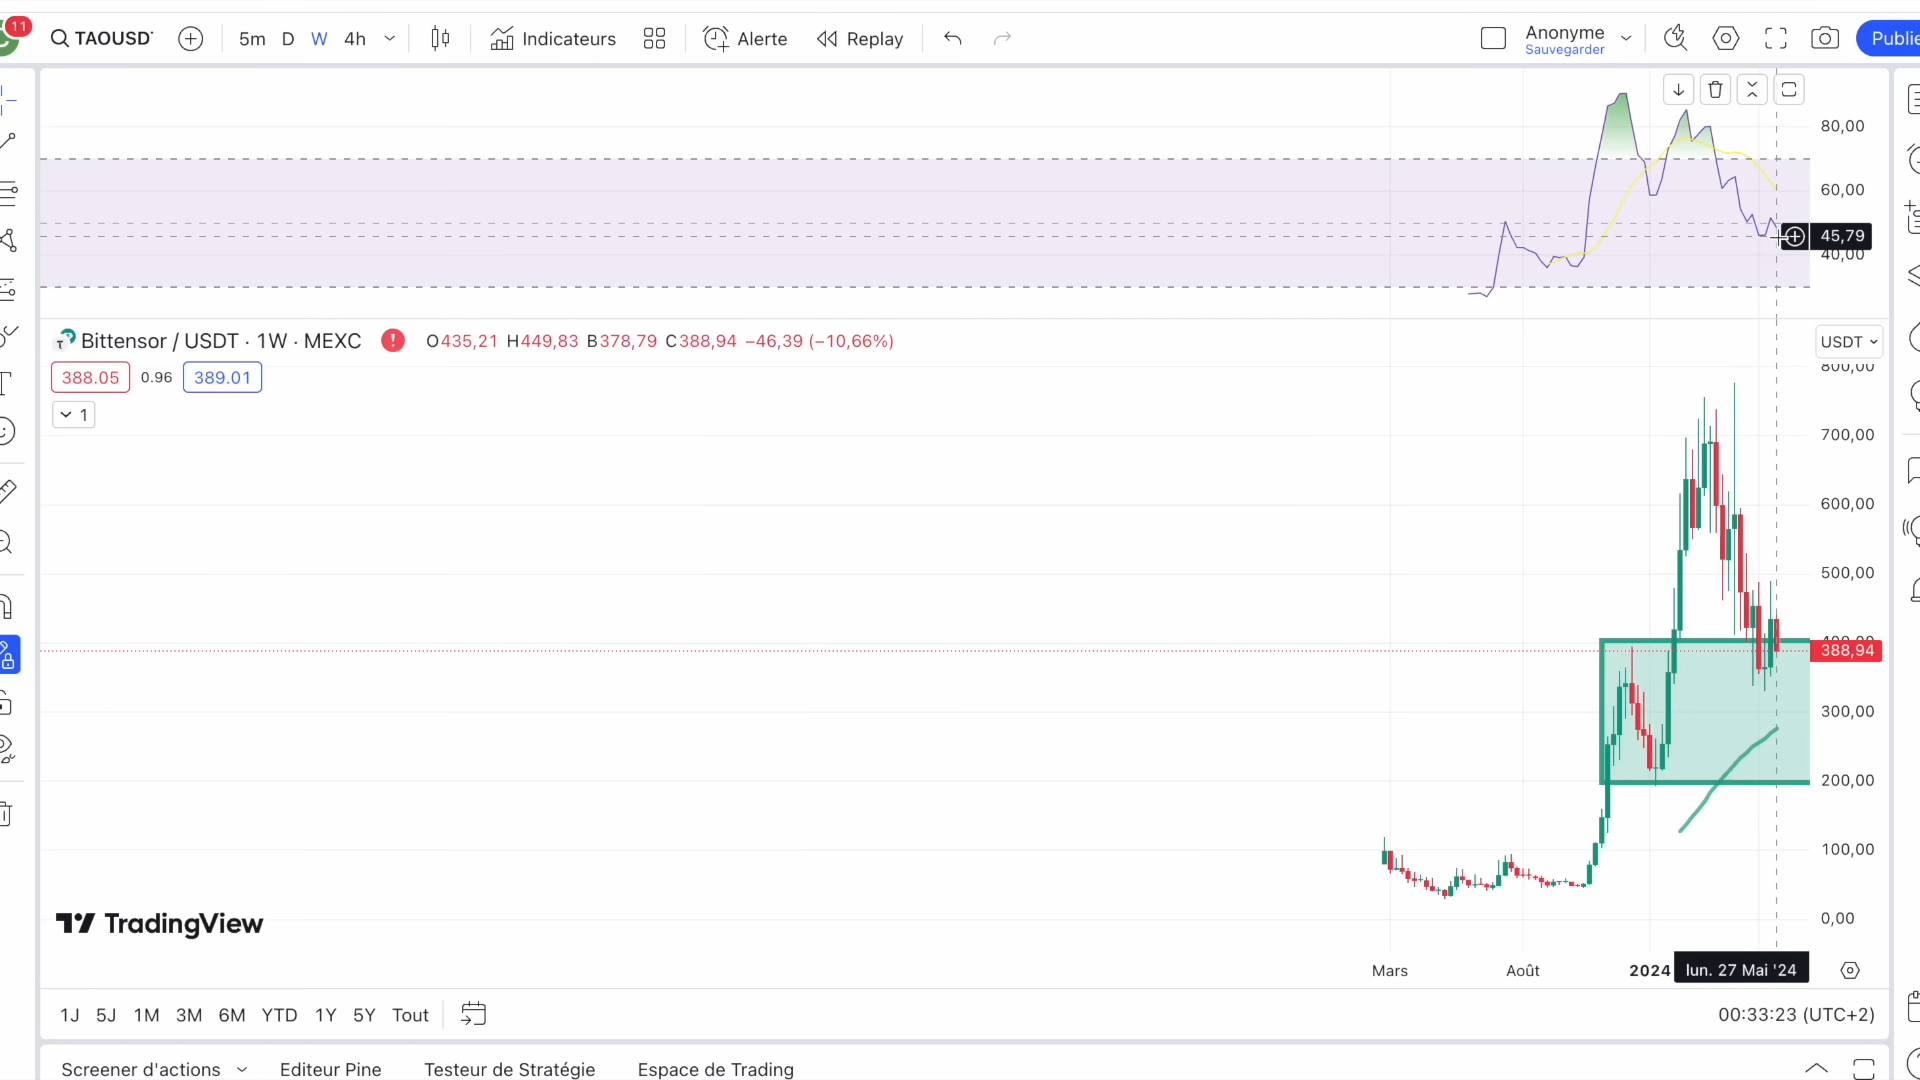 11
TAOUSD
5m D W 4h Indicateurs Alerte Replay
Anonyme
Sauvegarder
Publie
80,00
60,00
45,79
40,00
Bittensor / USDT · 1W · MEXC ! O435,21 H449,83 B378,79 C388,94 −46,39 (−10,66%)
USDT
388.05 0.96 389.01
800,00
1
700,00
600,00
500,00
400,00
388,94
300,00
200,00
100,00
0,00
TradingView
Mars Août 2024 lun. 27 Mai '24
1J 5J 1M 3M 6M YTD 1Y 5Y Tout 00:33:23 (UTC+2)
Screener d'actions Editeur Pine Testeur de Stratégie Espace de Trading